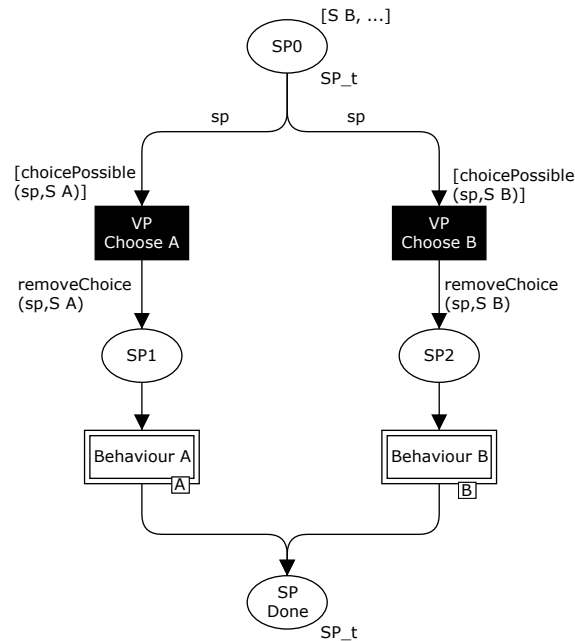 [S B, ...]
SP0
SP_t
sp
sp
[choicePossible
(sp,S A)]
[choicePossible
(sp,S B)]
VP
Choose A
VP
Choose B
removeChoice
(sp,S A)
removeChoice
(sp,S B)
SP1
SP2
Behaviour A
A
Behaviour B
B
SP
Done
SP_t